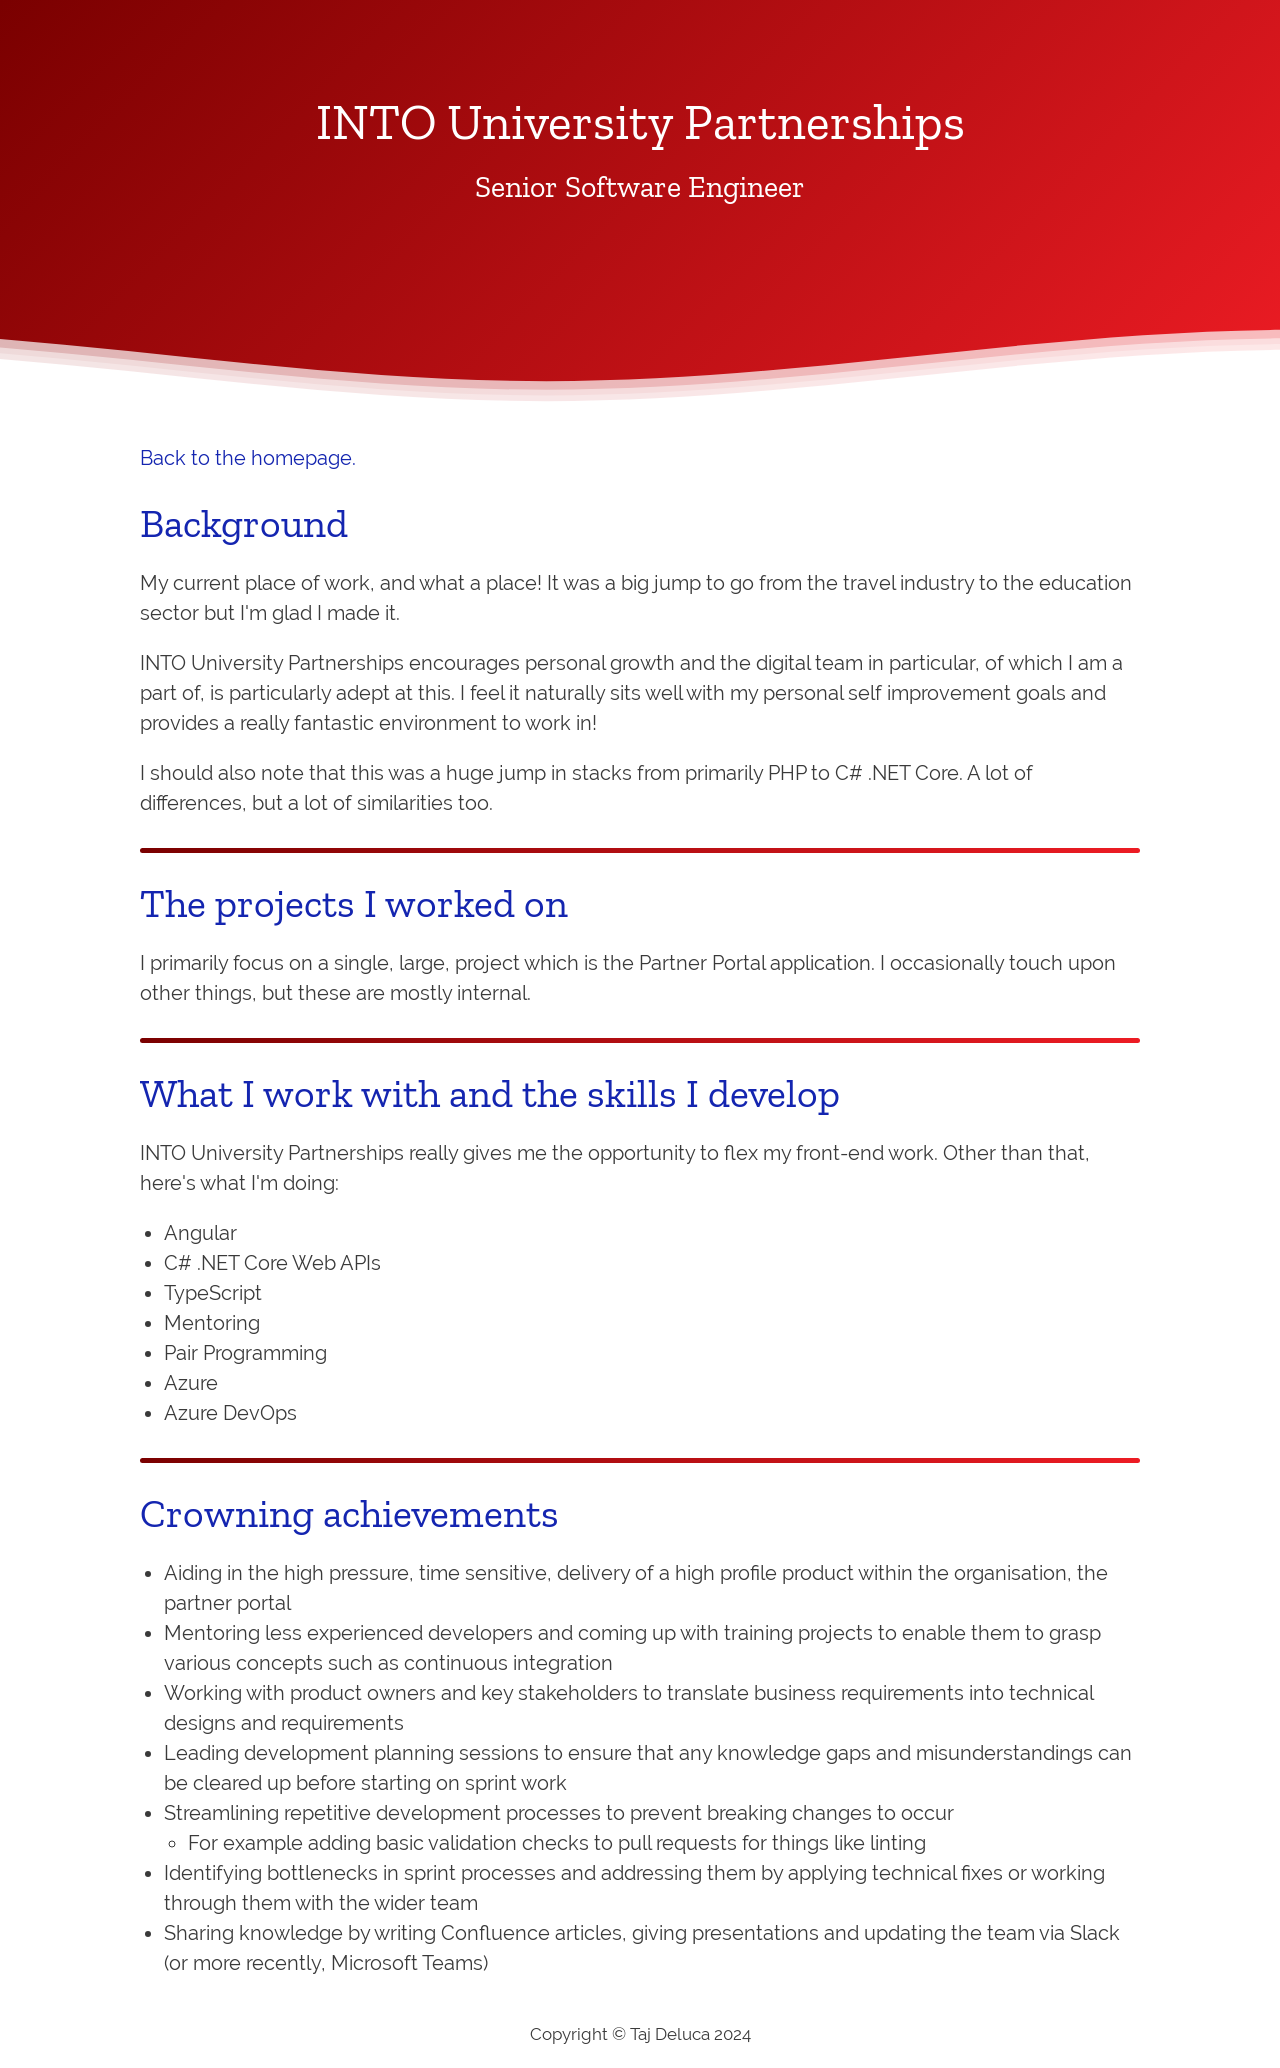 INTO University Partnerships
Senior Software Engineer
Back to the homepage.
Background
My current place of work, and what a place! It was a big jump to go from the travel industry to the education
sector but I'm glad I made it.
INTO University Partnerships encourages personal growth and the digital team in particular, of which I am a
part of, is particularly adept at this. I feel it naturally sits well with my personal self improvement goals and
provides a really fantastic environment to work in!
I should also note that this was a huge jump in stacks from primarily PHP to C# .NET Core. A lot of
differences, but a lot of similarities too.
The projects I worked on
I primarily focus on a single, large, project which is the Partner Portal application. I occasionally touch upon
other things, but these are mostly internal.
What I work with and the skills I develop
INTO University Partnerships really gives me the opportunity to flex my front-end work. Other than that,
here's what I'm doing:
• Angular
• C# .NET Core Web APIs
• TypeScript
• Mentoring
• Pair Programming
• Azure
• Azure DevOps
Crowning achievements
• Aiding in the high pressure, time sensitive, delivery of a high profile product within the organisation, the
partner portal
• Mentoring less experienced developers and coming up with training projects to enable them to grasp
various concepts such as continuous integration
• Working with product owners and key stakeholders to translate business requirements into technical
designs and requirements
• Leading development planning sessions to ensure that any knowledge gaps and misunderstandings can
be cleared up before starting on sprint work
• Streamlining repetitive development processes to prevent breaking changes to occur
◦ For example adding basic validation checks to pull requests for things like linting
• Identifying bottlenecks in sprint processes and addressing them by applying technical fixes or working
through them with the wider team
• Sharing knowledge by writing Confluence articles, giving presentations and updating the team via Slack
(or more recently, Microsoft Teams)
Copyright © Taj Deluca 2024